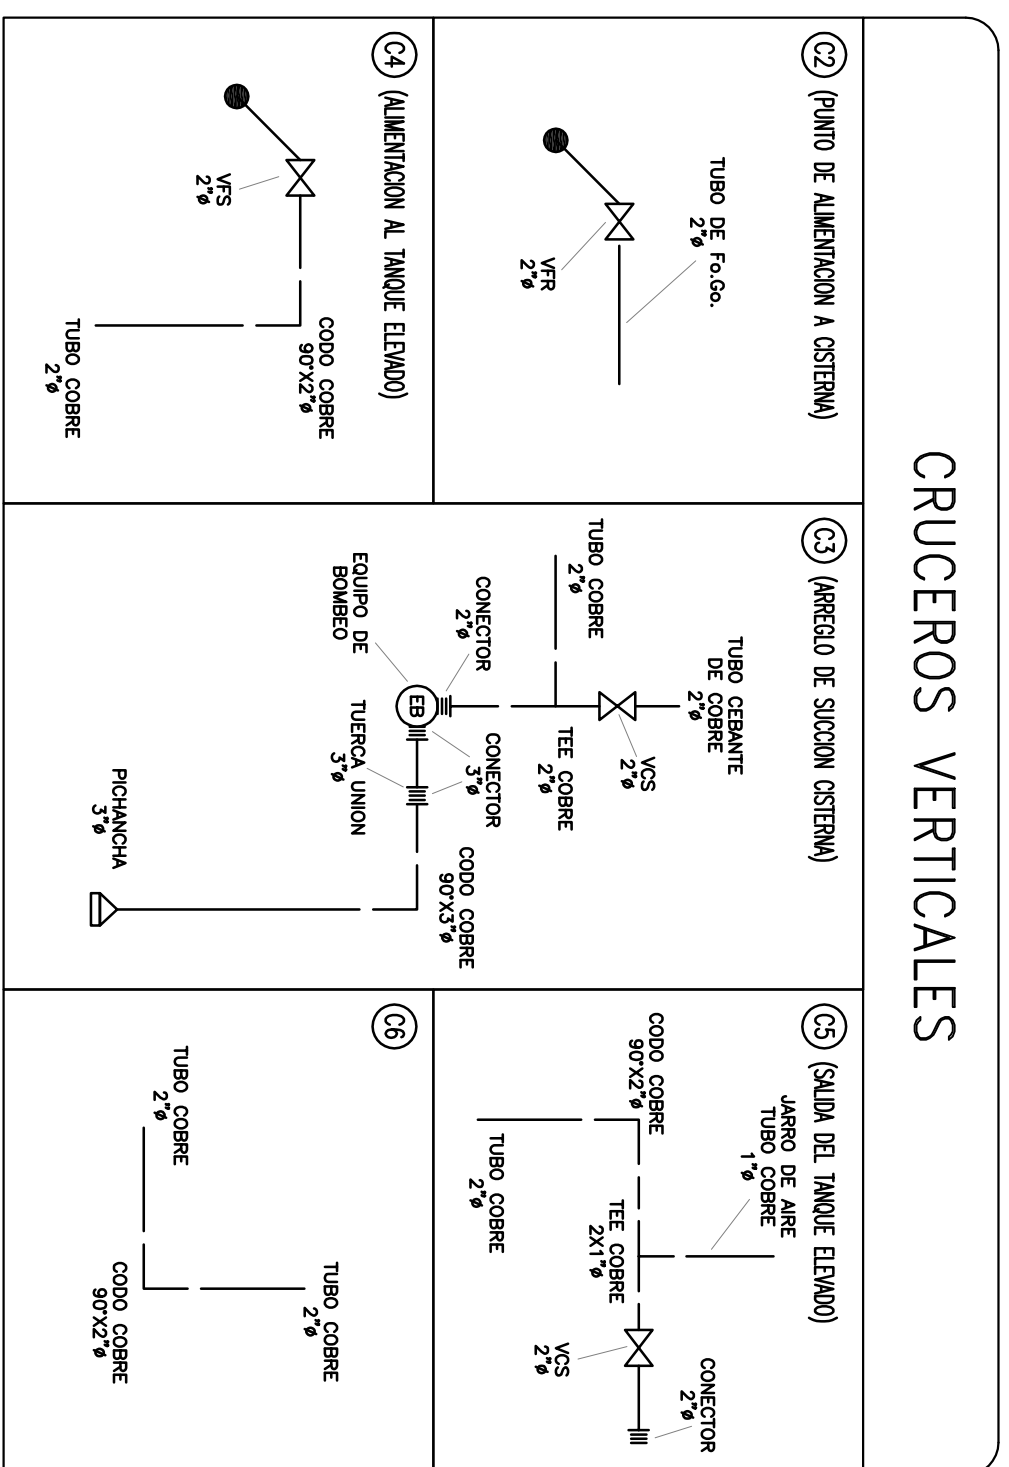 CRUCEROS VERTICALES
C2 (PUNTO DE ALIMENTACION A CISTERNA)
TUBO DE Fo.Go.
2"ø
VFR
2"ø
C3 (ARREGLO DE SUCCION CISTERNA)
TUBO CEBANTE
DE COBRE
2"ø
VCS
2"ø
TUBO COBRE
2"ø
TEE COBRE
2"ø
CONECTOR
2"ø
CONECTOR
3"ø
EQUIPO DE
BOMBEO
EB
TUERCA UNION
3"ø
CODO COBRE
90°X3"ø
PICHANCHA
3"ø
C5 (SALIDA DEL TANQUE ELEVADO)
JARRO DE AIRE
TUBO COBRE
1"ø
CODO COBRE
90°X2"ø
TUBO COBRE
2"ø
TEE COBRE
2X1"ø
VCS
2"ø
CONECTOR
2"ø
C4 (ALIMENTACION AL TANQUE ELEVADO)
VFS
2"ø
CODO COBRE
90°X2"ø
TUBO COBRE
2"ø
C6
TUBO COBRE
2"ø
TUBO COBRE
2"ø
CODO COBRE
90°X2"ø